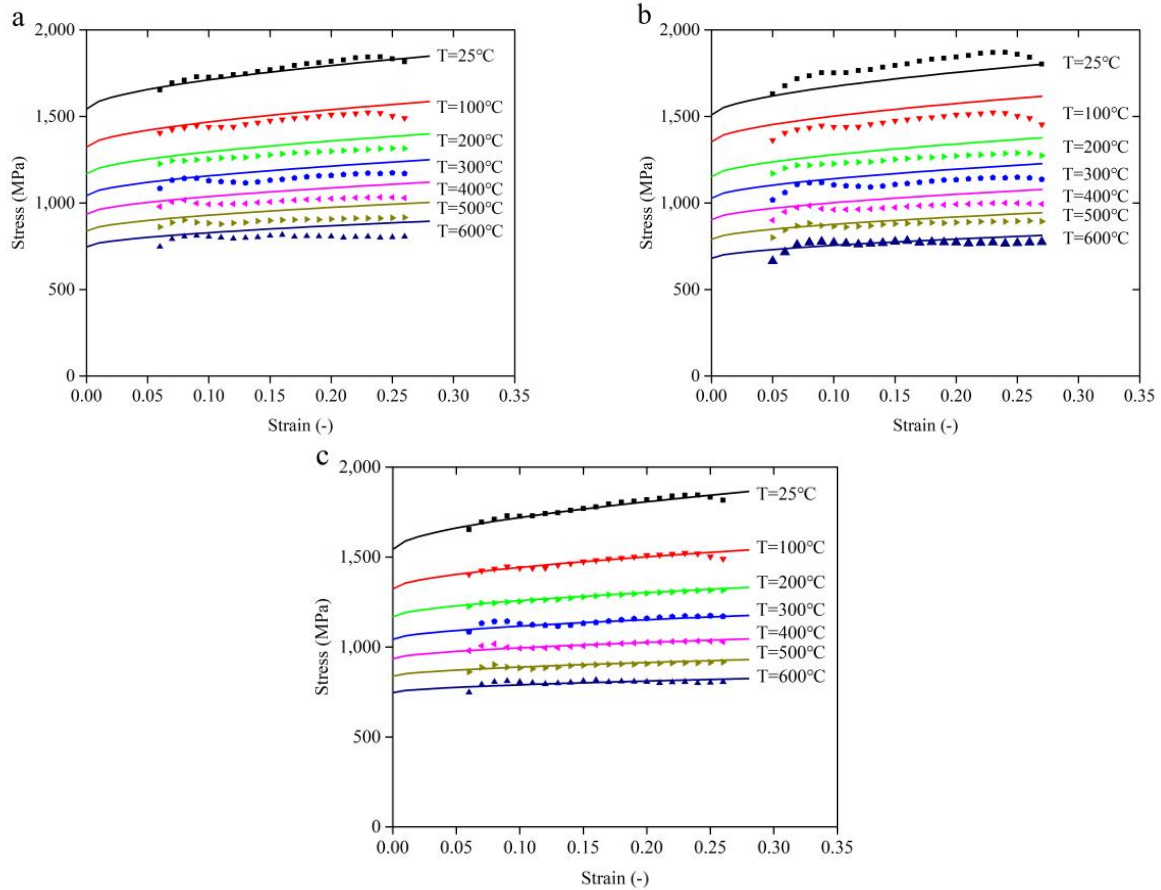 a
2,000
1,500
1,000
500
0
Stress (MPa)
T=25°C
T=100°C
T=200°C
T=300°C
T=400°C
T=500°C
T=600°C
0.00 0.05 0.10 0.15 0.20 0.25 0.30 0.35
Strain (-)
b
2,000
1,500
1,000
500
0
Stress (MPa)
T=25°C
T=100°C
T=200°C
T=300°C
T=400°C
T=500°C
T=600°C
0.00 0.05 0.10 0.15 0.20 0.25 0.30 0.35
Strain (-)
c
2,000
1,500
1,000
500
0
Stress (MPa)
T=25°C
T=100°C
T=200°C
T=300°C
T=400°C
T=500°C
T=600°C
0.00 0.05 0.10 0.15 0.20 0.25 0.30 0.35
Strain (-)